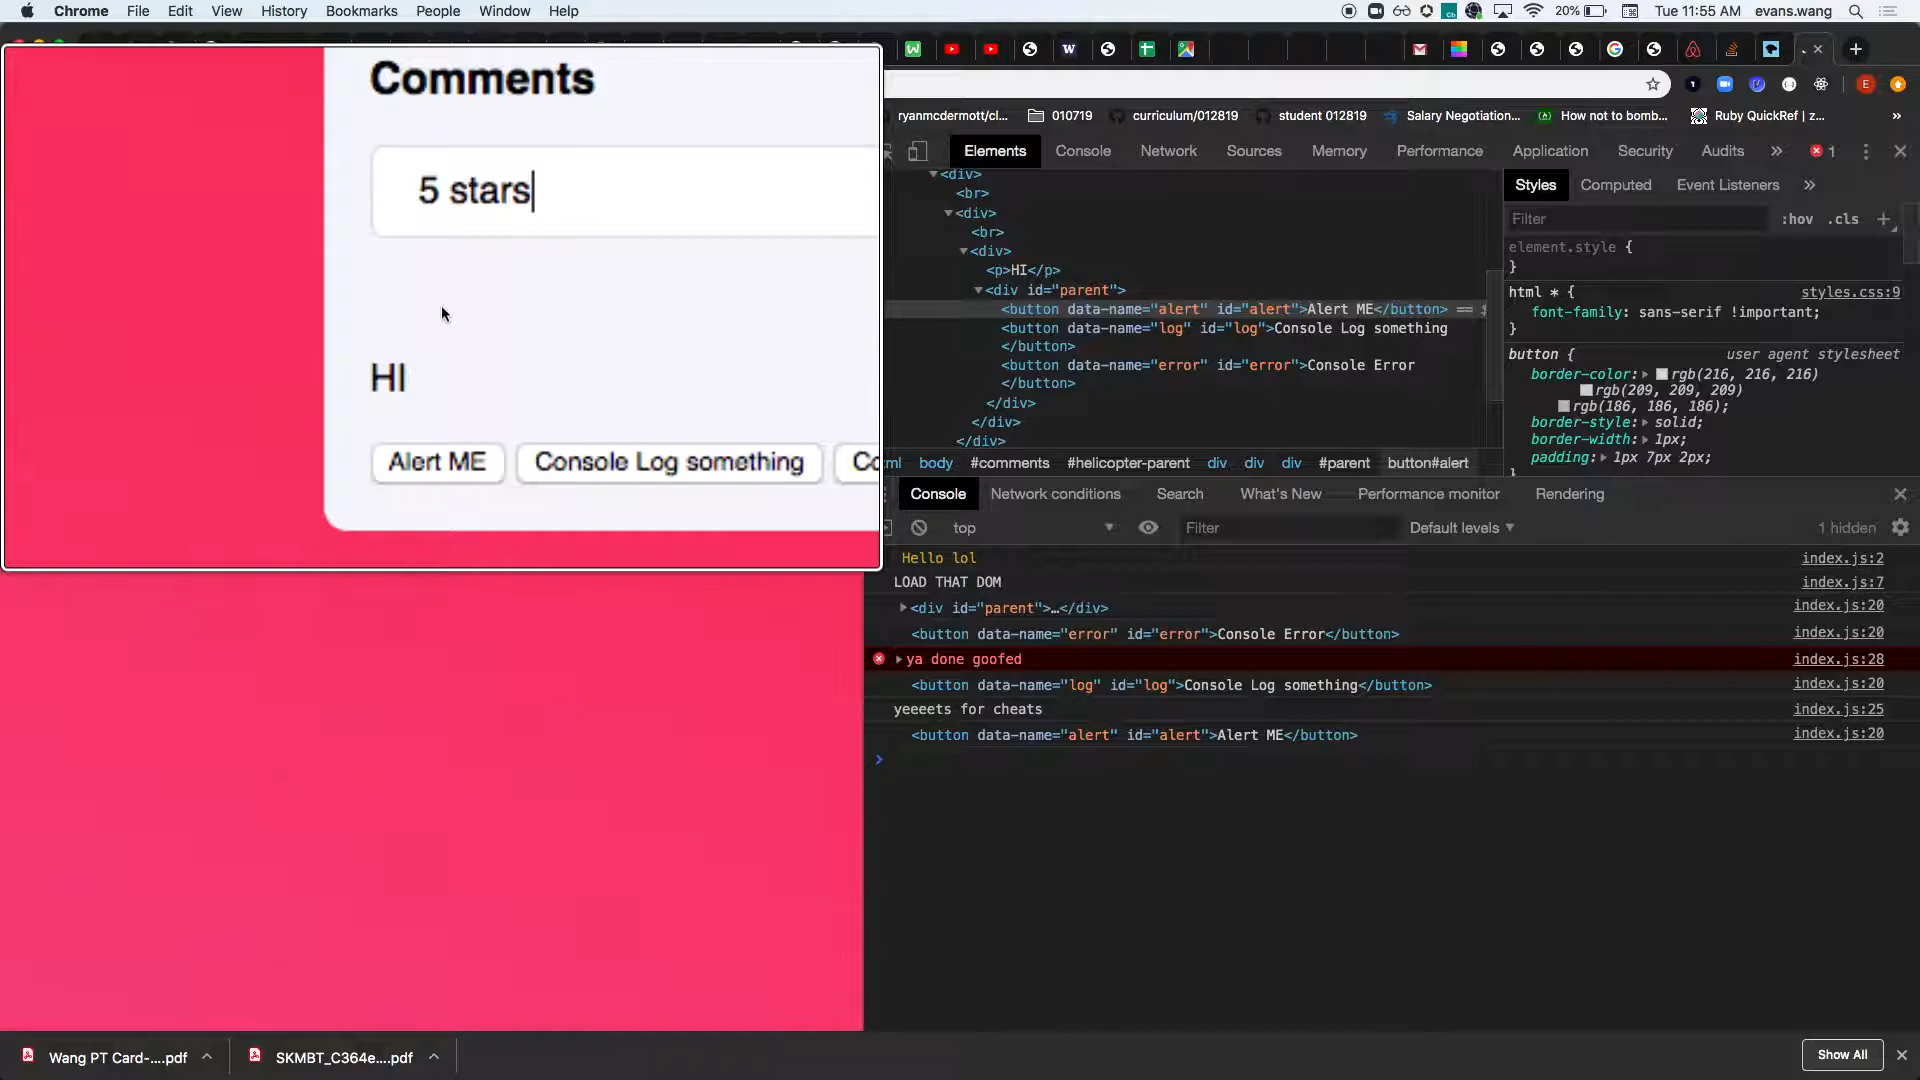 Chrome File Edit View History Bookmarks People Window Help
20% Tue 11:55 AM evans.wang
ryanmcdermott/cl... 010719 curriculum/012819 student 012819 Salary Negotiation... How not to bomb... Ruby QuickRef | z... »
Comments
5 stars
HI
Alert ME Console Log something
Elements Console Network Sources Memory Performance Application Security Audits » 1
<div>
<br>
<div>
<br>
<div>
<p>HI</p>
<div id="parent">
<button data-name="alert" id="alert">Alert ME</button> ==
<button data-name="log" id="log">Console Log something
</button>
<button data-name="error" id="error">Console Error
</button>
</div>
</div>
</div>
body #comments #helicopter-parent div div div #parent button#alert
Styles Computed Event Listeners »
Filter :hov .cls +
element.style {
}
html * { styles.css:9
font-family: sans-serif !important;
}
button { user agent stylesheet
border-color: rgb(216, 216, 216)
rgb(209, 209, 209)
rgb(186, 186, 186);
border-style: solid;
border-width: 1px;
padding: 1px 7px 2px;
}
Console Network conditions Search What's New Performance monitor Rendering
top Filter Default levels 1 hidden
Hello lol index.js:2
LOAD THAT DOM index.js:7
<div id="parent">…</div> index.js:20
<button data-name="error" id="error">Console Error</button> index.js:20
ya done goofed index.js:28
<button data-name="log" id="log">Console Log something</button> index.js:20
yeeeets for cheats index.js:25
<button data-name="alert" id="alert">Alert ME</button> index.js:20
>
Wang PT Card-....pdf SKMBT_C364e....pdf Show All